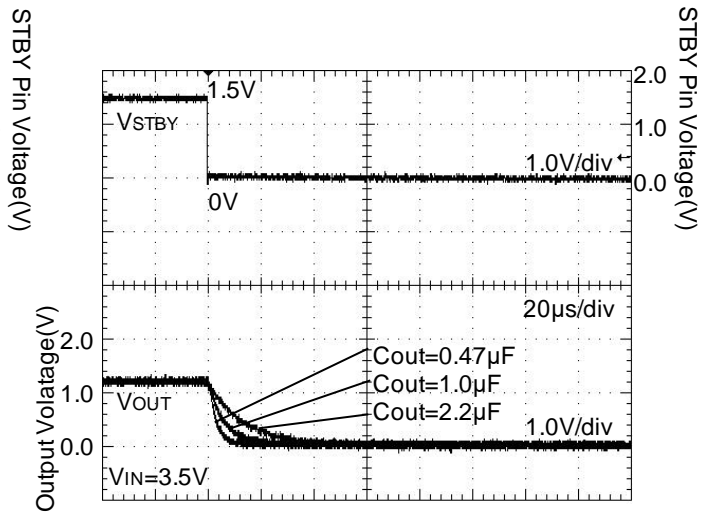 STBY Pin Voltage(V)
STBY Pin Voltage(V)
1.5V
VSTBY
0V
1.0V/div
2.0
1.0
0.0
20µs/div
Output Volatage(V)
2.0
1.0
0.0
VOUT
Cout=0.47µF
Cout=1.0µF
Cout=2.2µF
1.0V/div
VIN=3.5V